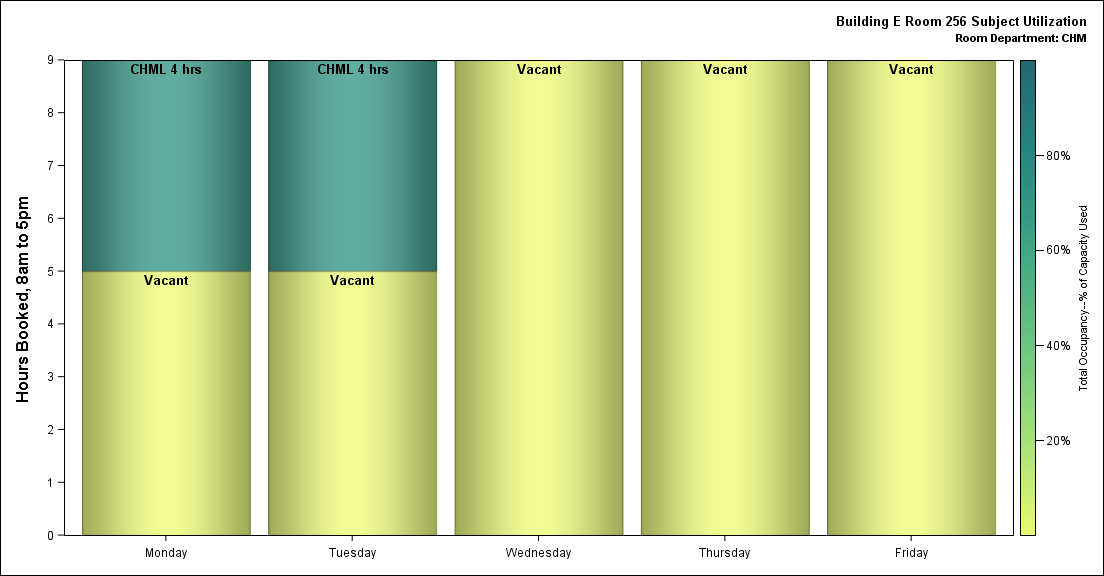 Building E Room 256 Subject Utilization
Room Department: CHM
Hours Booked, 8am to 5pm
9
8
7
6
5
4
3
2
1
0
CHML 4 hrs
CHML 4 hrs
Vacant
Vacant
Vacant
Vacant
Vacant
Monday
Tuesday
Wednesday
Thursday
Friday
80%
60%
40%
20%
Total Occupancy--% of Capacity Used